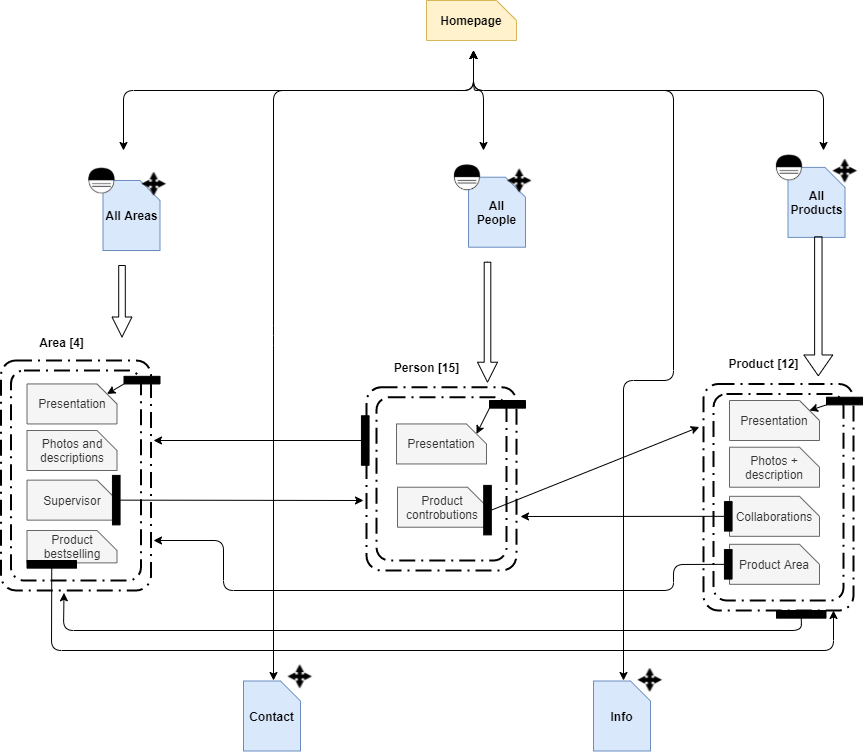 Homepage
All Areas
All
People
All
Products
Area [4]
Person [15]
Product [12]
Presentation
Photos and
descriptions
Supervisor
Product
bestselling
Presentation
Product
controbutions
Presentation
Photos +
description
Collaborations
Product Area
Contact
Info